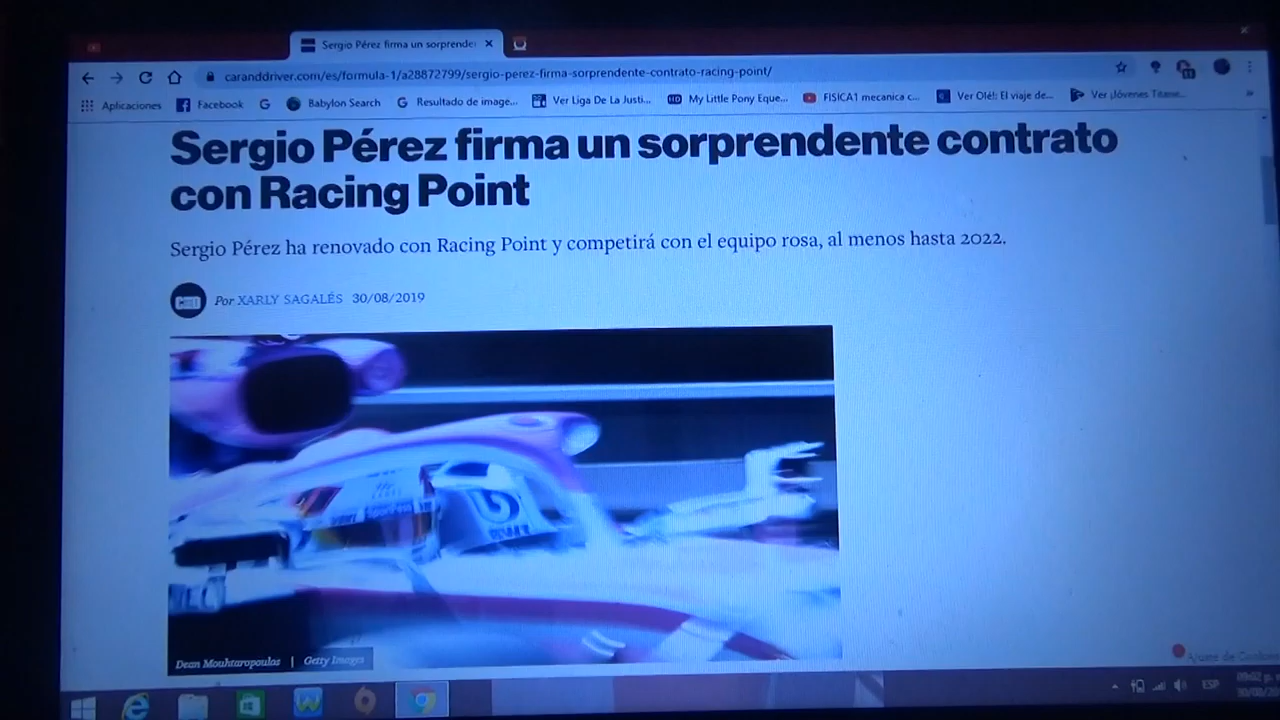 Sergio Pérez firma un sorprende
caranddriver.com/es/formula-1/a28872799/sergio-perez-firma-sorprendente-contrato-racing-point/
Aplicaciones Facebook Babylon Search Resultado de image... Ver Liga De La Justi... My Little Pony Eque... FISICA1 mecanica c... Ver Olé!: El viaje de... Ver ¡Jóvenes Titane...
Sergio Pérez firma un sorprendente contrato
con Racing Point
Sergio Pérez ha renovado con Racing Point y competirá con el equipo rosa, al menos hasta 2022.
Por XARLY SAGALÉS 30/08/2019
Dean Mouhtaropoulos | Getty Images
ESP